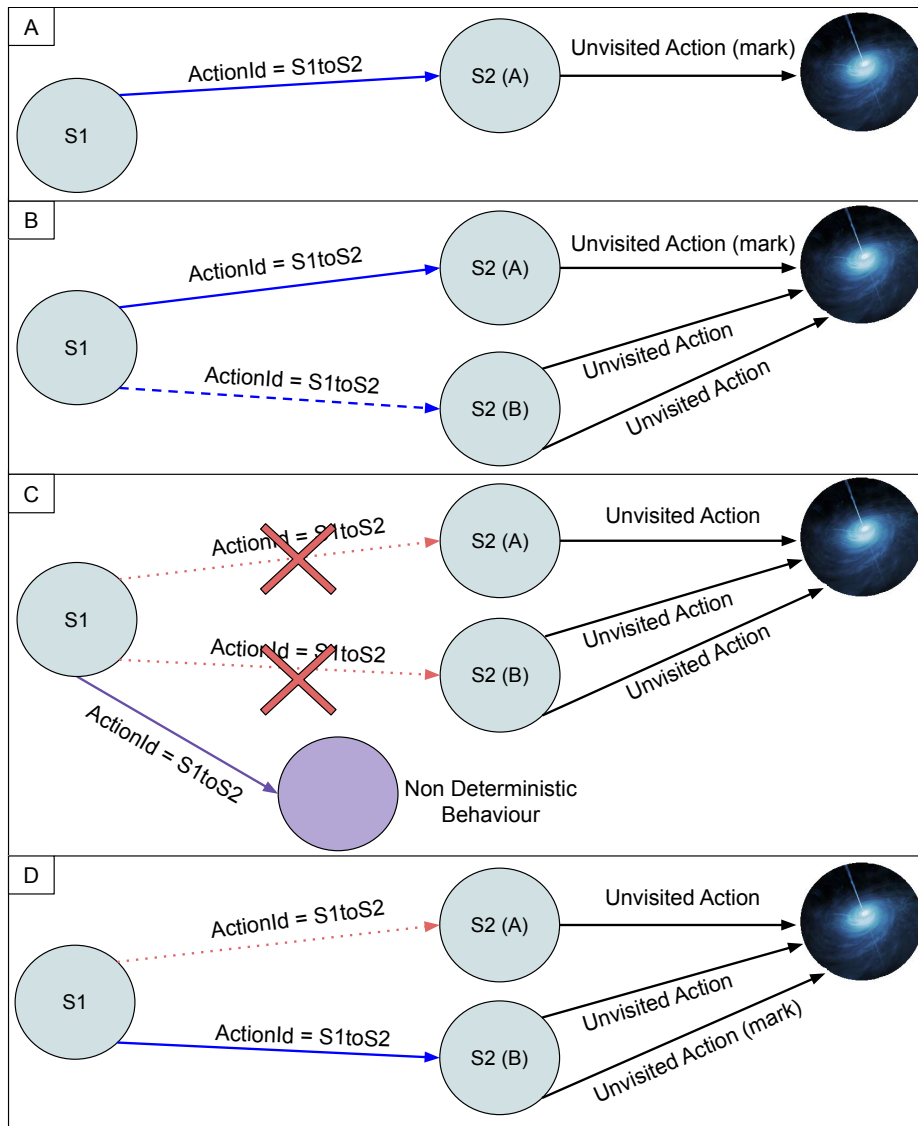 A
ActionId = S1toS2
Unvisited Action (mark)
S1
S2 (A)
B
ActionId = S1toS2
Unvisited Action (mark)
S2 (A)
S1
ActionId = S1toS2
Unvisited Action
S2 (B)
Unvisited Action
C
ActionId = S1toS2
Unvisited Action
S2 (A)
S1
ActionId = S1toS2
Unvisited Action
S2 (B)
Unvisited Action
ActionId = S1toS2
Non Deterministic
Behaviour
D
ActionId = S1toS2
Unvisited Action
S2 (A)
S1
ActionId = S1toS2
Unvisited Action
S2 (B)
Unvisited Action (mark)